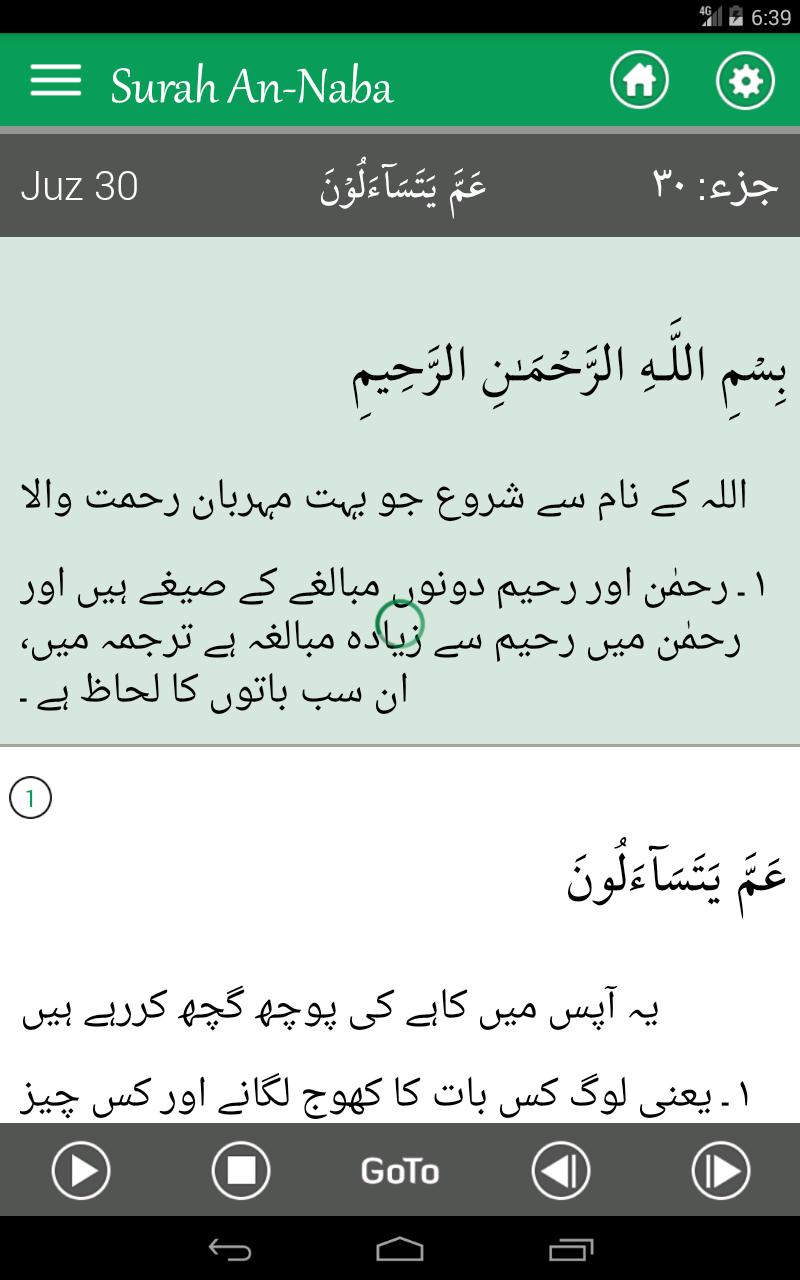 4G 6:39
Surah An-Naba
Juz 30 عَمَّ يَتَسَآءَلُوْنَ جزء: ٣٠
بِسْمِ اللَّـهِ الرَّحْمَـٰنِ الرَّحِيمِ
اللہ کے نام سے شروع جو بہت مہربان رحمت والا
۱۔رحمٰن اور رحیم دونوں مبالغے کے صیغے ہیں اور
رحمٰن میں رحیم سے زیادہ مبالغہ ہے ترجمہ میں،
ان سب باتوں کا لحاظ ہے۔
1
عَمَّ يَتَسَآءَلُونَ
یہ آپس میں کاہے کی پوچھ گچھ کررہے ہیں
۱۔یعنی لوگ کس بات کا کھوج لگانے اور کس چیز
GoTo